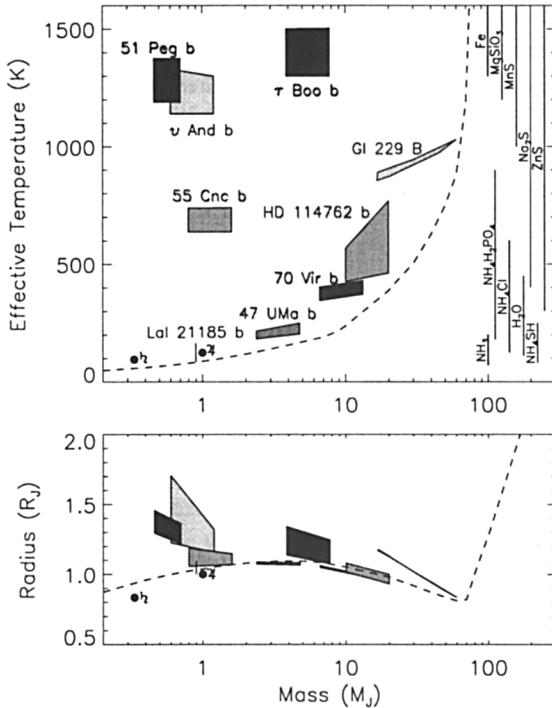 Effective Temperature (K)
1500
1000
500
0
51 Peg b
υ And b
τ Boo b
Gl 229 B
55 Cnc b
HD 114762 b
70 Vir b
47 UMa b
Lal 21185 b
♄
♃
Fe
MgSiO₃
MnS
Na₂S
ZnS
NH₄H₂PO₄
NH₄Cl
H₂O
NH₃
NH₄SH
1
10
100
Radius (R_J)
2.0
1.5
1.0
0.5
♄
♃
1
10
100
Mass (M_J)